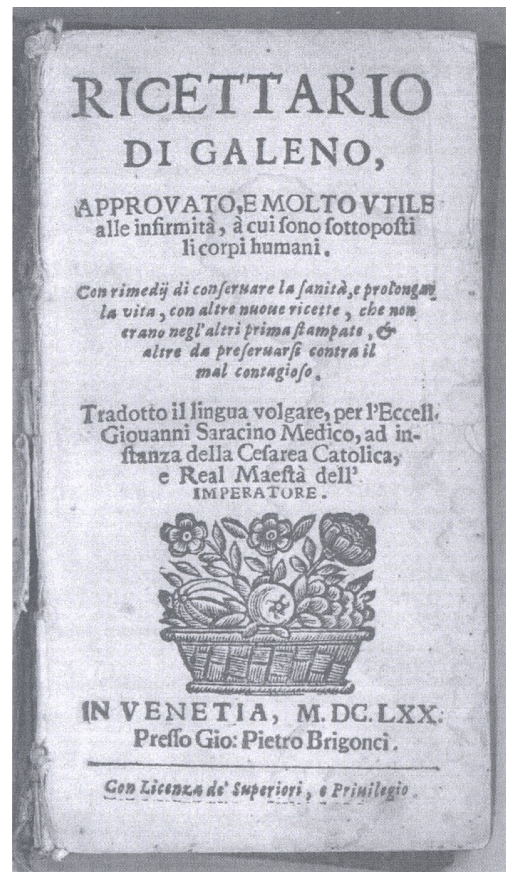 RICETTARIO
DI GALENO,
APPROVATO, E MOLTO VTILE
alle infirmità, à cui ſono ſottopoſti
li corpi humani.
Con rimedij di conſeruare la ſanità, e prolongar
la vita, con altre nuoue ricette, che non
erano negl'altri prima ſtampate, &
altre da preſeruarſi contra il
mal contagioſo.
Tradotto il lingua volgare, per l'Eccell.
Giouanni Saracino Medico, ad in-
ſtanza della Ceſarea Catolica,
e Real Maeſtà dell'
IMPERATORE.
IN VENETIA, M. DC. LXX.
Preſſo Gio: Pietro Brigonci.
Con Licenza de' Superiori, e Priuilegio.